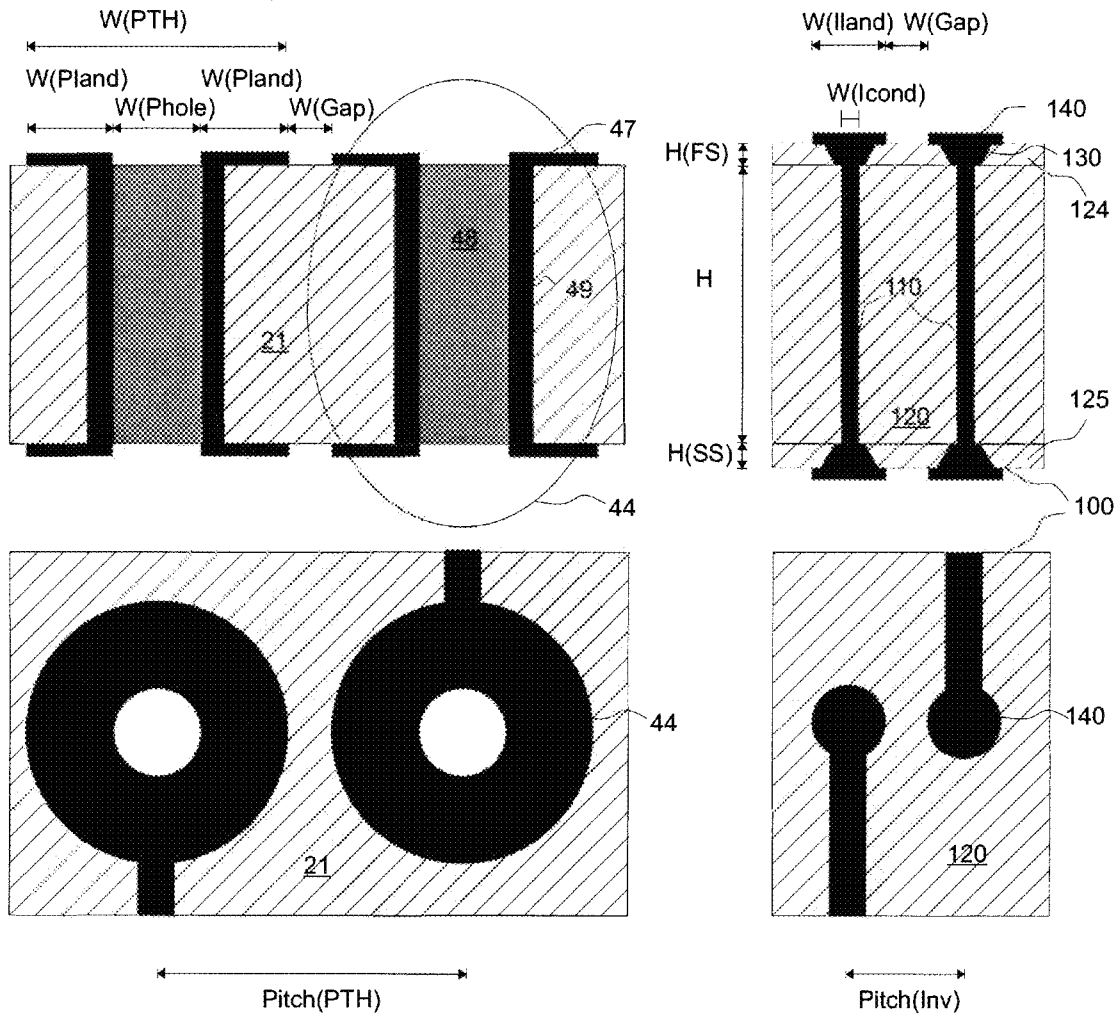 W(PTH)
W(Pland) W(Pland)
W(Phole)
W(Gap)
47
48
49
21
44
W(Iland) W(Gap)
W(Icond)
140
H(FS)
130
124
H
110
120
125
H(SS)
100
44
21
140
120
Pitch(PTH)
Pitch(Inv)